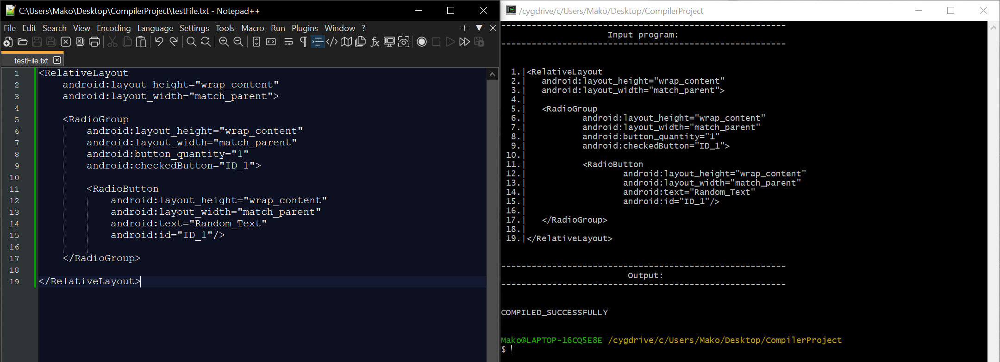 C:\Users\Mako\Desktop\CompilerProject\testFile.txt - Notepad++
File Edit Search View Encoding Language Settings Tools Macro Run Plugins Window ?
testFile.txt
1 <RelativeLayout
2 android:layout_height="wrap_content"
3 android:layout_width="match_parent">
4
5 <RadioGroup
6 android:layout_height="wrap_content"
7 android:layout_width="match_parent"
8 android:button_quantity="1"
9 android:checkedButton="ID_1">
10
11 <RadioButton
12 android:layout_height="wrap_content"
13 android:layout_width="match_parent"
14 android:text="Random_Text"
15 android:id="ID_1"/>
16
17 </RadioGroup>
18
19 </RelativeLayout>
/cygdrive/c/Users/Mako/Desktop/CompilerProject
--------------------------------------------------------
Input program:
--------------------------------------------------------
1.|<RelativeLayout
2.| android:layout_height="wrap_content"
3.| android:layout_width="match_parent">
4.|
5.| <RadioGroup
6.| android:layout_height="wrap_content"
7.| android:layout_width="match_parent"
8.| android:button_quantity="1"
9.| android:checkedButton="ID_1">
10.|
11.| <RadioButton
12.| android:layout_height="wrap_content"
13.| android:layout_width="match_parent"
14.| android:text="Random_Text"
15.| android:id="ID_1"/>
16.|
17.| </RadioGroup>
18.|
19.|</RelativeLayout>
--------------------------------------------------------
Output:
--------------------------------------------------------
COMPILED_SUCCESSFULLY
Mako@LAPTOP-16CQ5E8E /cygdrive/c/Users/Mako/Desktop/CompilerProject
$